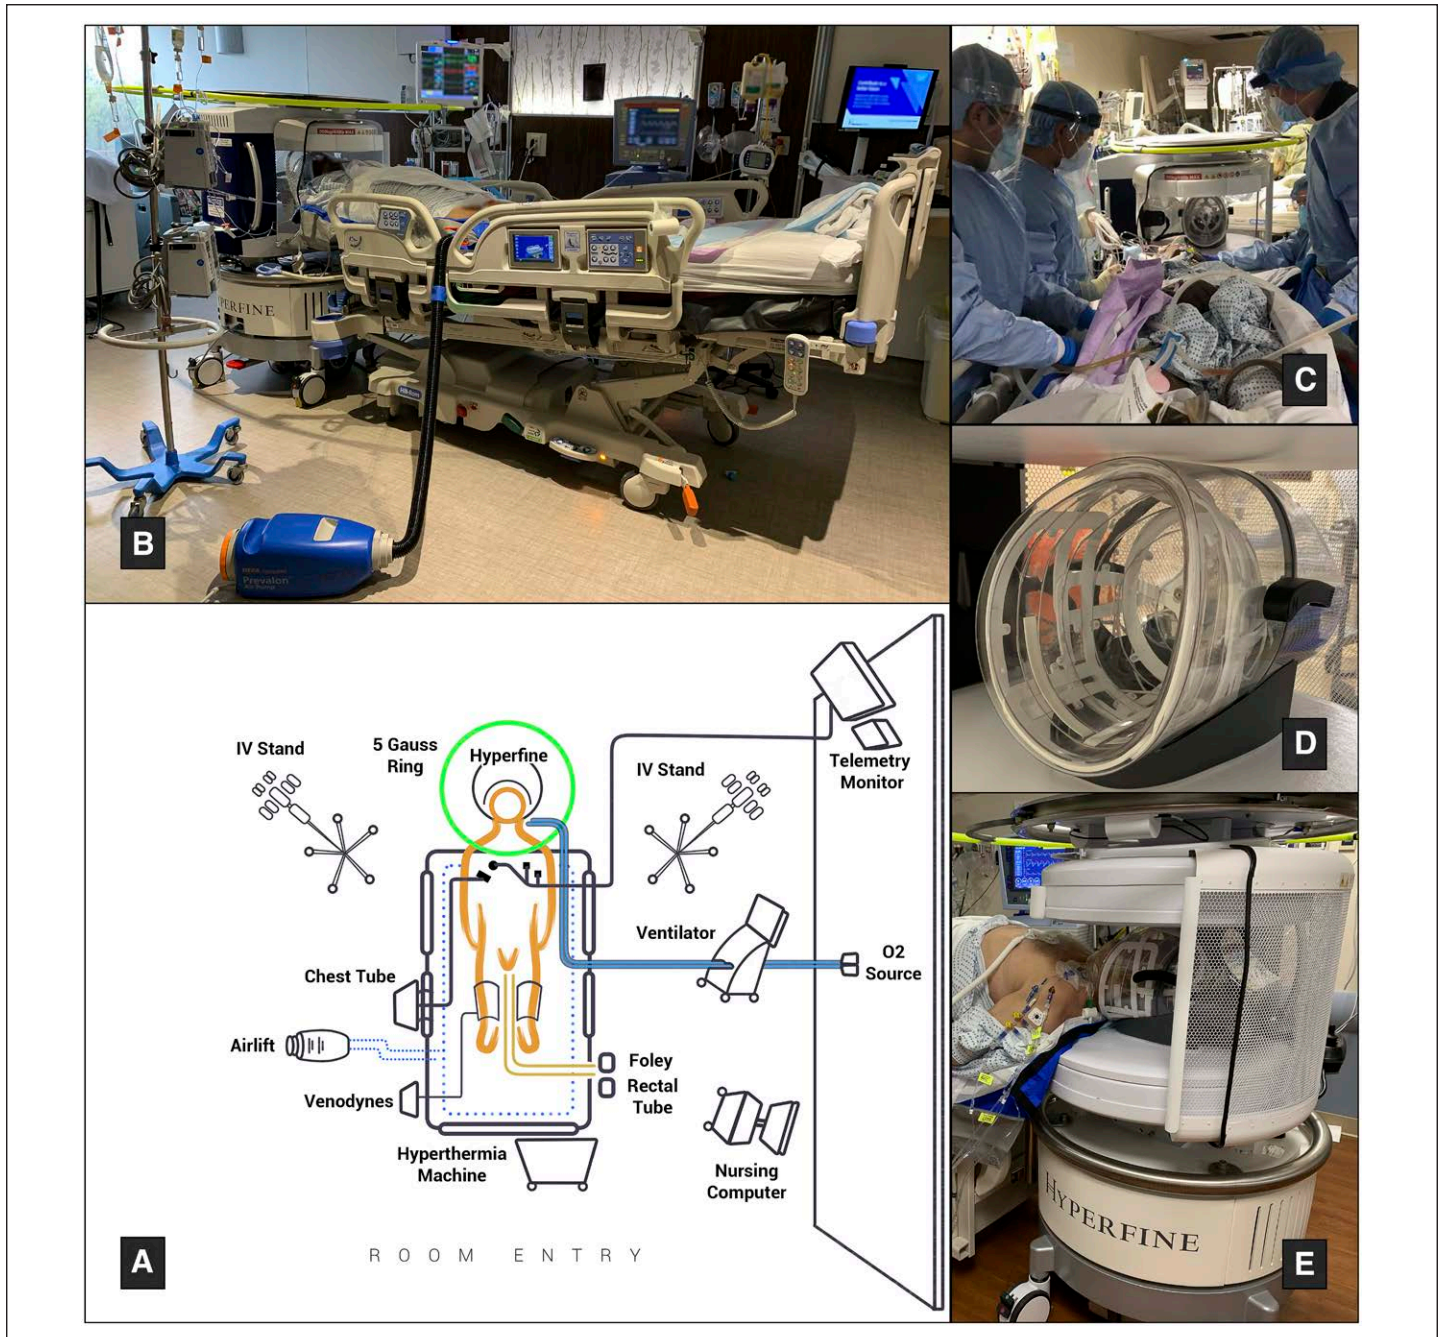 HYPERFINE
Prevalon
B
C
D
IV Stand
5 Gauss
Ring
Hyperfine
IV Stand
Telemetry
Monitor
Ventilator
O2
Source
Chest Tube
Airlift
Foley
Rectal
Tube
Venodynes
Hyperthermia
Machine
Nursing
Computer
ROOM ENTRY
A
HYPERFINE
E